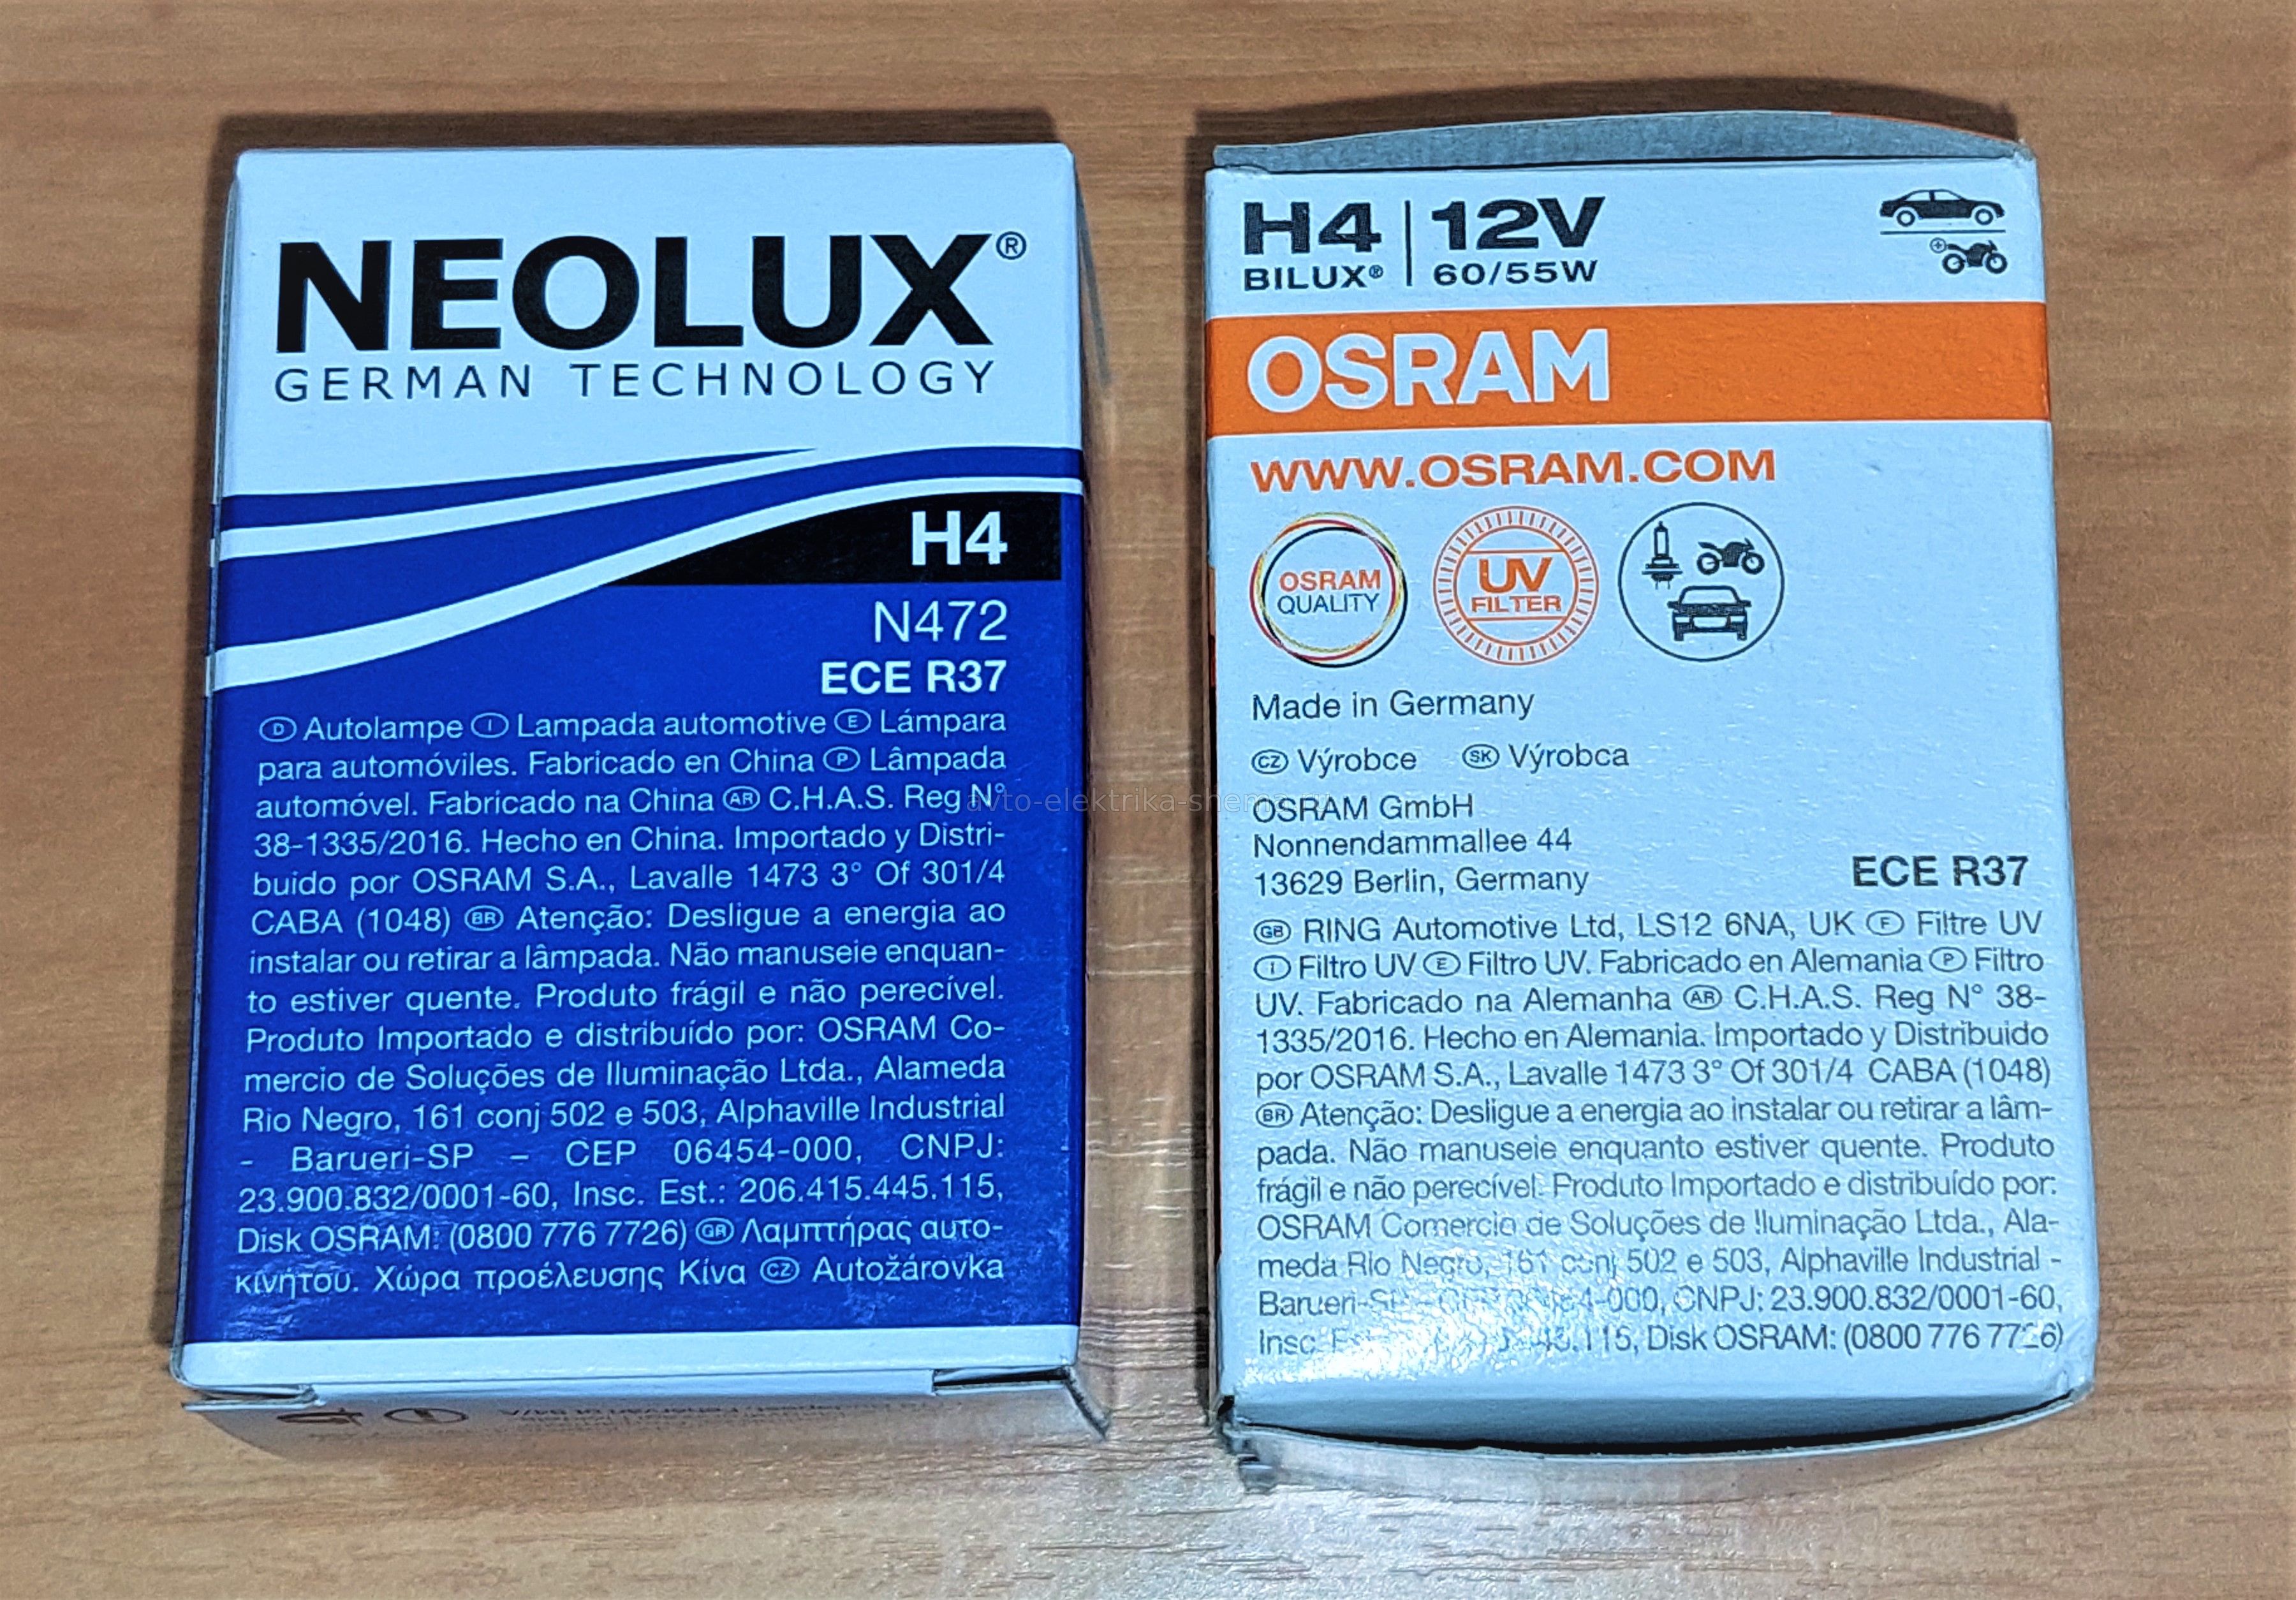 NEOLUX®
GERMAN TECHNOLOGY
H4
N472
ECE R37
D Autolampe I Lampada automotive E Lámpara
para automóviles. Fabricado en China P Lâmpada
automóvel. Fabricado na China AR C.H.A.S. Reg N°
38-1335/2016. Hecho en China. Importado y Distri-
buido por OSRAM S.A., Lavalle 1473 3° Of 301/4
CABA (1048) BR Atenção: Desligue a energia ao
instalar ou retirar a lâmpada. Não manuseie enquan-
to estiver quente. Produto frágil e não perecível.
Produto Importado e distribuído por: OSRAM Co-
mercio de Soluções de Iluminação Ltda., Alameda
Rio Negro, 161 conj 502 e 503, Alphaville Industrial
- Barueri-SP – CEP 06454-000, CNPJ:
23.900.832/0001-60, Insc. Est.: 206.415.445.115,
Disk OSRAM: (0800 776 7726) GR Λαμπτήρας αυτο-
κινήτου. Χώρα προέλευσης Κίνα CZ Autožárovka
H4 12V
BILUX® 60/55W
OSRAM
WWW.OSRAM.COM
OSRAM
QUALITY
UV
FILTER
Made in Germany
CZ Výrobce SK Výrobca
OSRAM GmbH
Nonnendammallee 44
13629 Berlin, Germany
ECE R37
GB RING Automotive Ltd, LS12 6NA, UK F Filtre UV
I Filtro UV E Filtro UV. Fabricado en Alemania P Filtro
UV. Fabricado na Alemanha AR C.H.A.S. Reg N° 38-
1335/2016. Hecho en Alemania. Importado y Distribuido
por OSRAM S.A., Lavalle 1473 3° Of 301/4 CABA (1048)
BR Atenção: Desligue a energia ao instalar ou retirar a lâm-
pada. Não manuseie enquanto estiver quente. Produto
frágil e não perecível. Produto Importado e distribuído por:
OSRAM Comercio de Soluções de Iluminação Ltda., Ala-
meda Rio Negro, 161 conj 502 e 503, Alphaville Industrial -
CNPJ: 23.900.832/0001-60,
Disk OSRAM: (0800 776 7726)